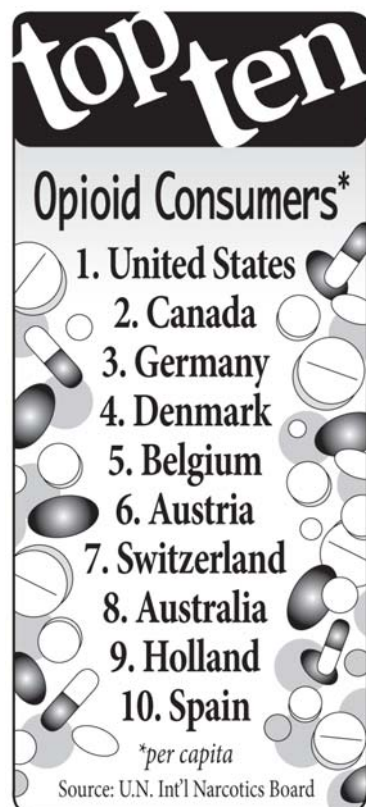 top
ten
Opioid Consumers*
1. United States
2. Canada
3. Germany
4. Denmark
5. Belgium
6. Austria
7. Switzerland
8. Australia
9. Holland
10. Spain
*per capita
Source: U.N. Int'l Narcotics Board